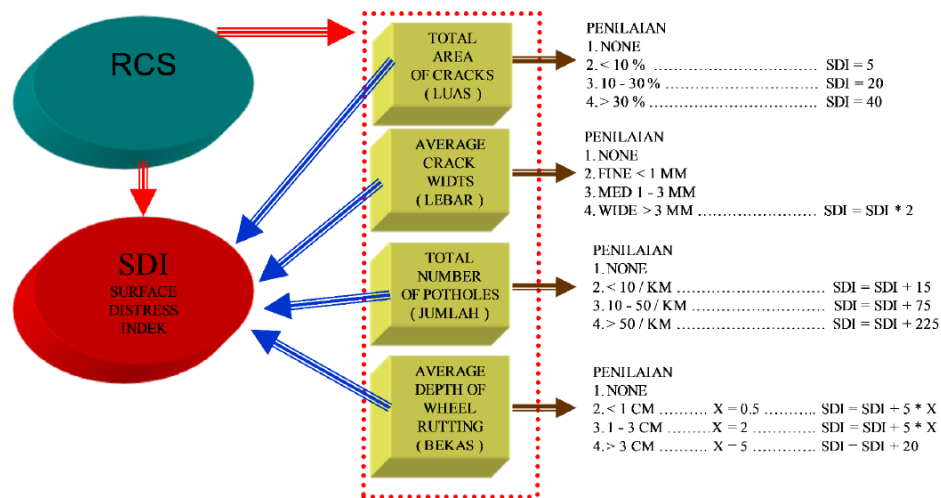 RCS
SDI
SURFACE
DISTRESS
INDEK
TOTAL
AREA
OF CRACKS
( LUAS )
PENILAIAN
1. NONE
2. < 10 % ................................................ SDI = 5
3. 10 - 30 % ............................................ SDI = 20
4. > 30 % ................................................ SDI = 40
AVERAGE
CRACK
WIDTS
( LEBAR )
PENILAIAN
1. NONE
2. FINE < 1 MM
3. MED 1 - 3 MM
4. WIDE > 3 MM .............................. SDI = SDI * 2
TOTAL
NUMBER
OF POTHOLES
( JUMLAH )
PENILAIAN
1. NONE
2. < 10 / KM ........................................ SDI = SDI + 15
3. 10 - 50 / KM .................................... SDI = SDI + 75
4. > 50 / KM ........................................ SDI = SDI + 225
AVERAGE
DEPTH OF
WHEEL
RUTTING
( BEKAS )
PENILAIAN
1. NONE
2. < 1 CM .......... X = 0.5 ............ SDI = SDI + 5 * X
3. 1 - 3 CM ........ X = 2 ............... SDI = SDI + 5 * X
4. > 3 CM .......... X = 5 ............... SDI = SDI + 20